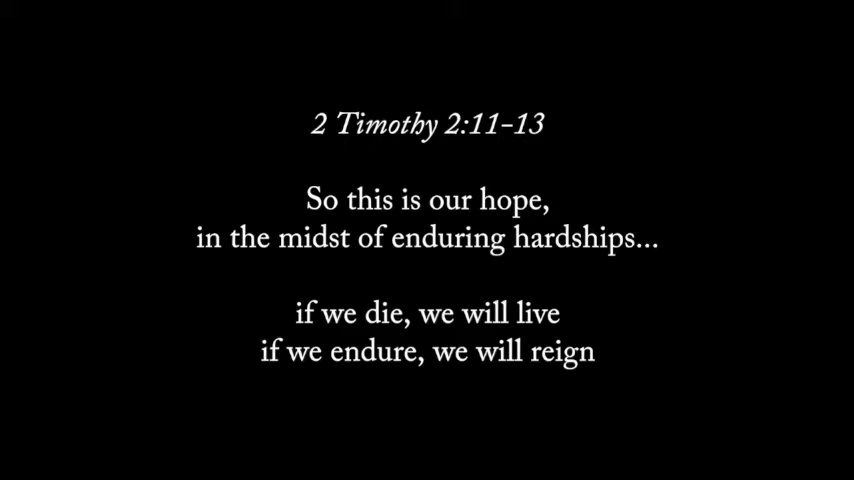 2 Timothy 2:11-13
So this is our hope,
in the midst of enduring hardships...
if we die, we will live
if we endure, we will reign